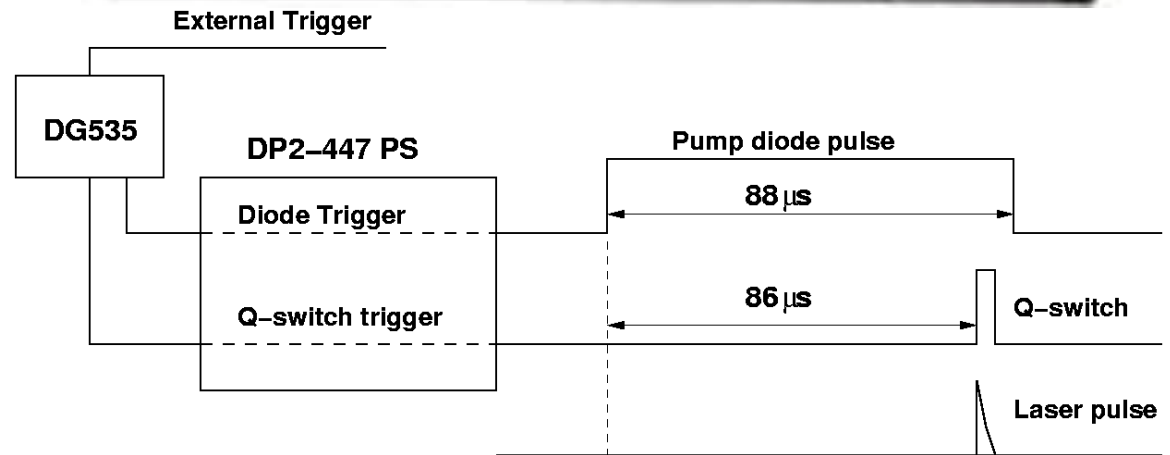 External Trigger
DG535
DP2–447 PS
Pump diode pulse
88 μs
Diode Trigger
86 μs
Q–switch trigger
Q–switch
Laser pulse